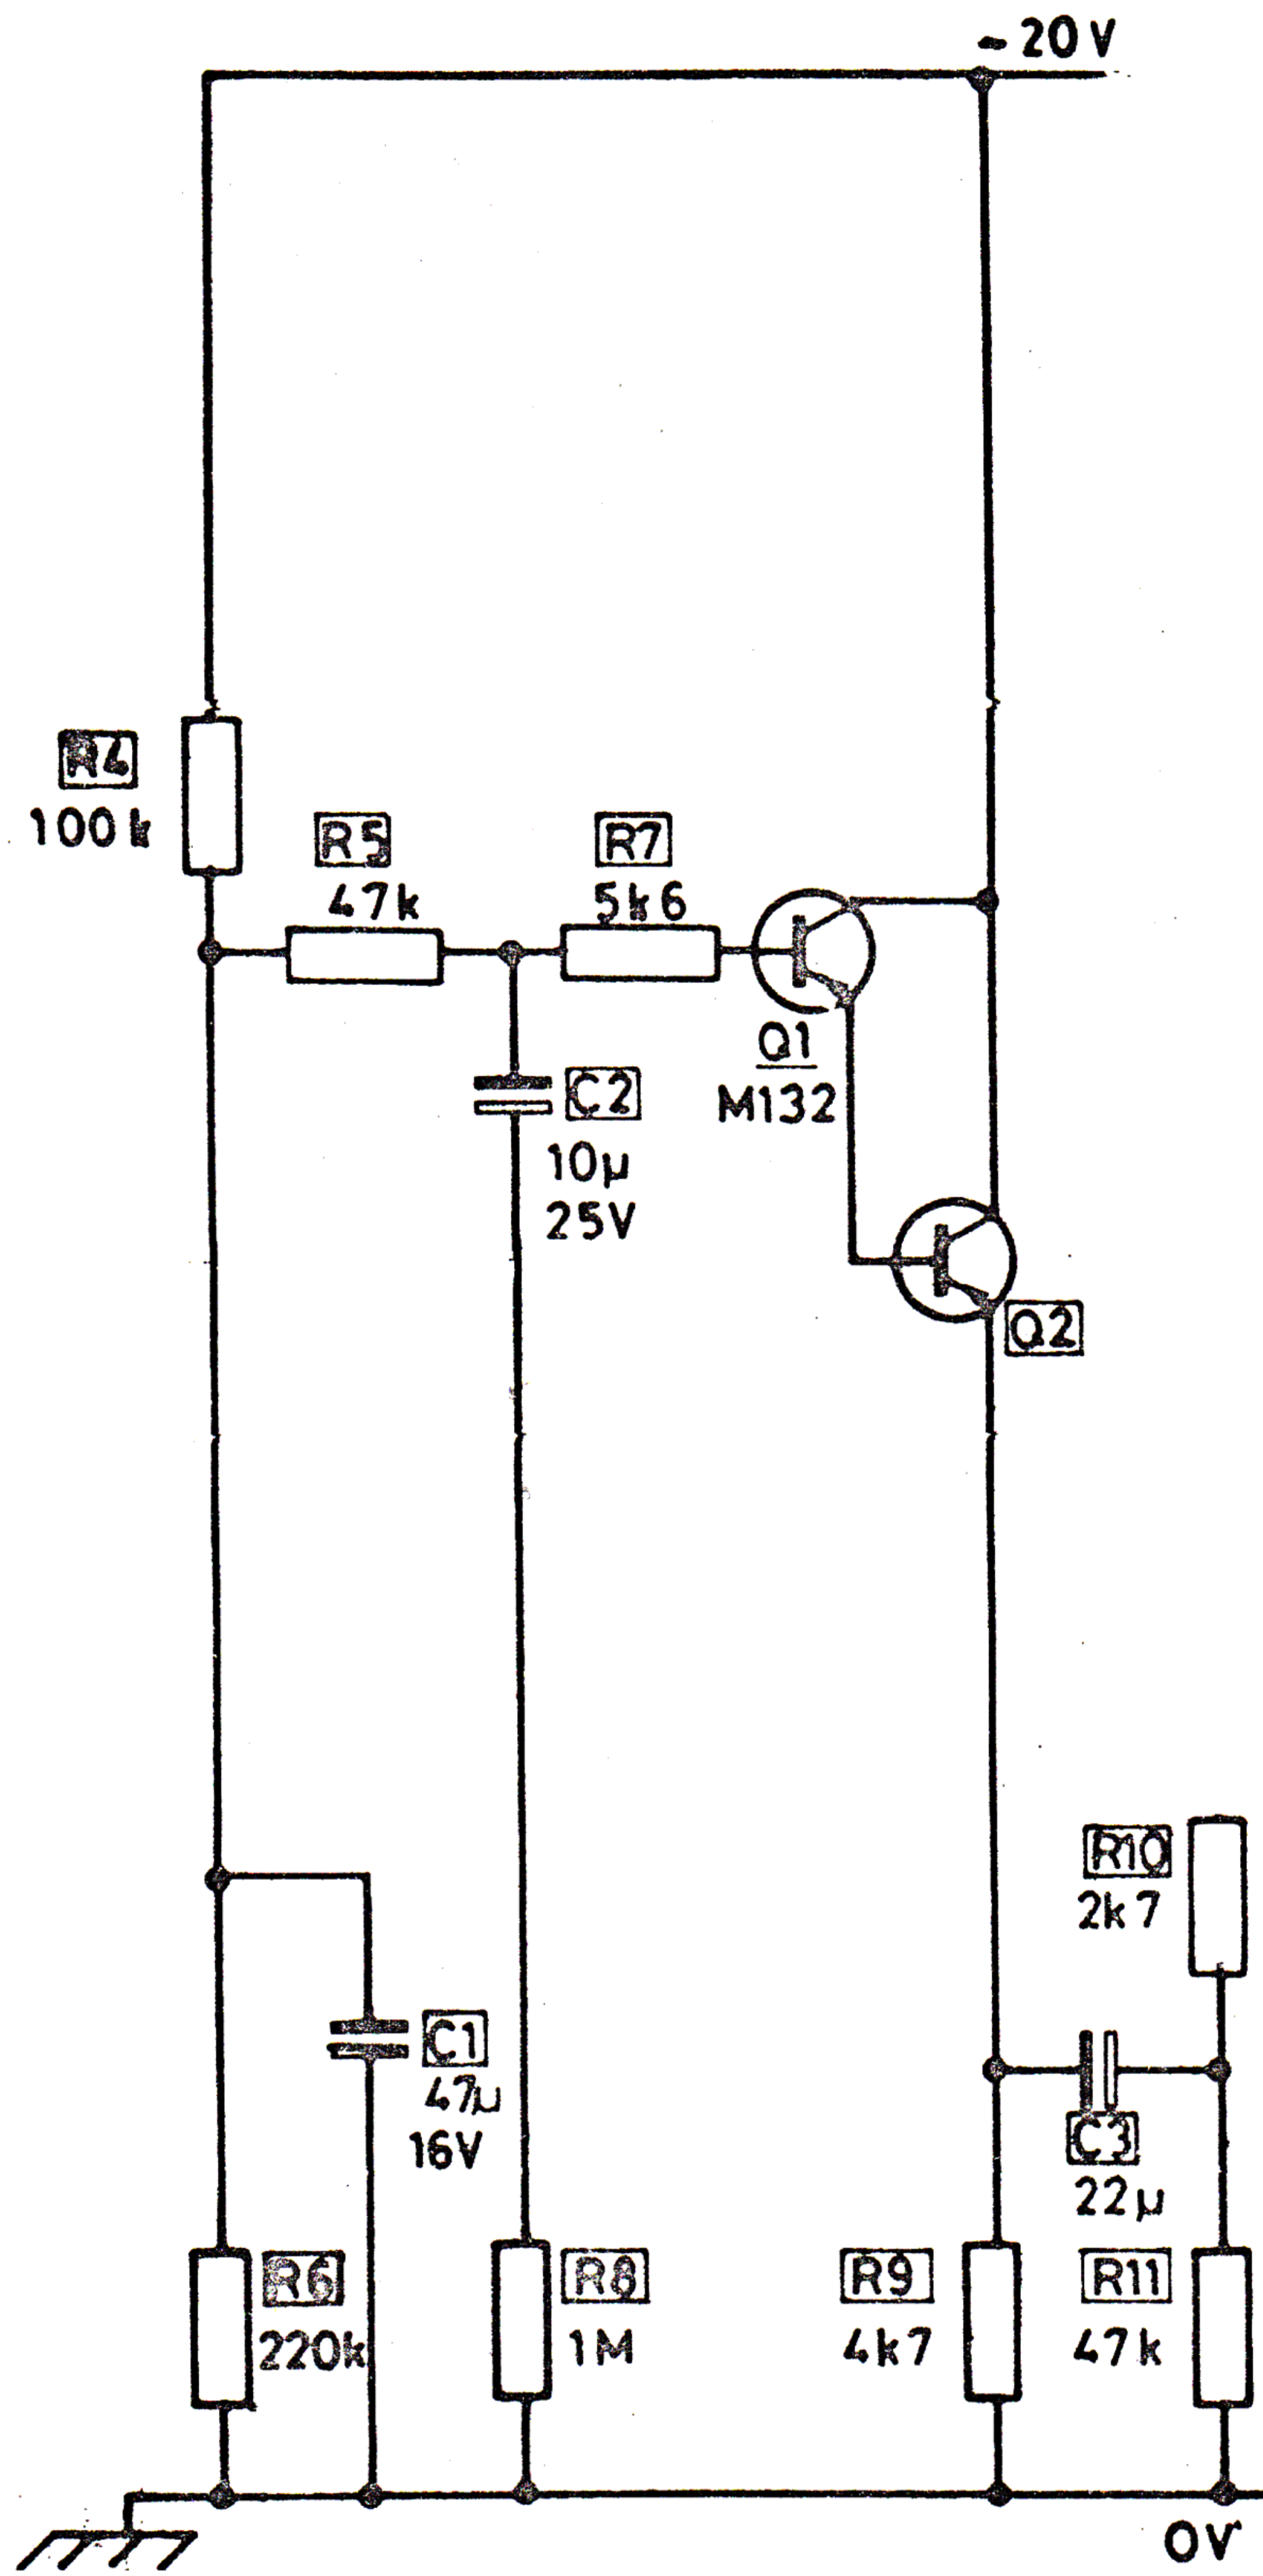 - 20 V
R4
100k
R5
47k
R7
5k6
Q1
M132
C2
10µ
25V
Q2
R10
2k7
C1
47µ
16V
C3
22µ
R6
220k
R8
1M
R9
4k7
R11
47k
0V